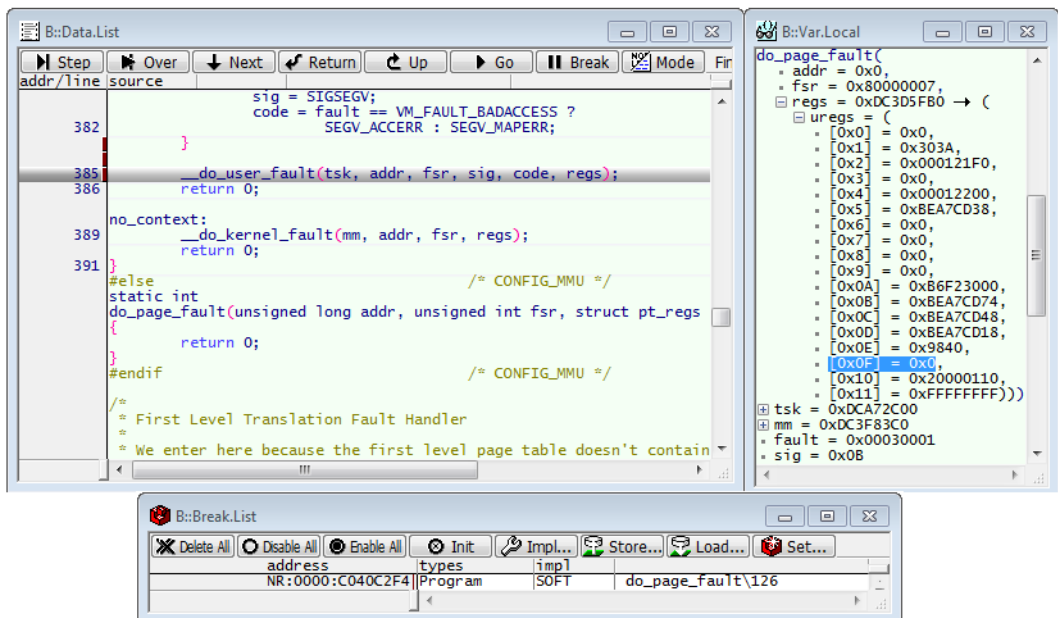 B::Data.List
Step Over Next Return Up Go Break Mode Fin
addr/line source
sig = SIGSEGV;
code = fault == VM_FAULT_BADACCESS ?
382 SEGV_ACCERR : SEGV_MAPERR;
}
385 __do_user_fault(tsk, addr, fsr, sig, code, regs);
386 return 0;
no_context:
389 __do_kernel_fault(mm, addr, fsr, regs);
return 0;
391 }
#else /* CONFIG_MMU */
static int
do_page_fault(unsigned long addr, unsigned int fsr, struct pt_regs
{
return 0;
}
#endif /* CONFIG_MMU */
/*
* First Level Translation Fault Handler
*
* We enter here because the first level page table doesn't contain
B::Var.Local
do_page_fault(
addr = 0x0,
fsr = 0x80000007,
regs = 0xDC3D5FB0 → (
uregs = (
[0x0] = 0x0,
[0x1] = 0x303A,
[0x2] = 0x000121F0,
[0x3] = 0x0,
[0x4] = 0x00012200,
[0x5] = 0xBEA7CD38,
[0x6] = 0x0,
[0x7] = 0x0,
[0x8] = 0x0,
[0x9] = 0x0,
[0x0A] = 0xB6F23000,
[0x0B] = 0xBEA7CD74,
[0x0C] = 0xBEA7CD48,
[0x0D] = 0xBEA7CD18,
[0x0E] = 0x9840,
[0x0F] = 0x0,
[0x10] = 0x20000110,
[0x11] = 0xFFFFFFFF)))
tsk = 0xDCA72C00
mm = 0xDC3F83C0
fault = 0x00030001
sig = 0x0B
B::Break.List
Delete All Disable All Enable All Init Impl... Store... Load... Set...
address types impl
NR:0000:C040C2F4 Program SOFT do_page_fault\126